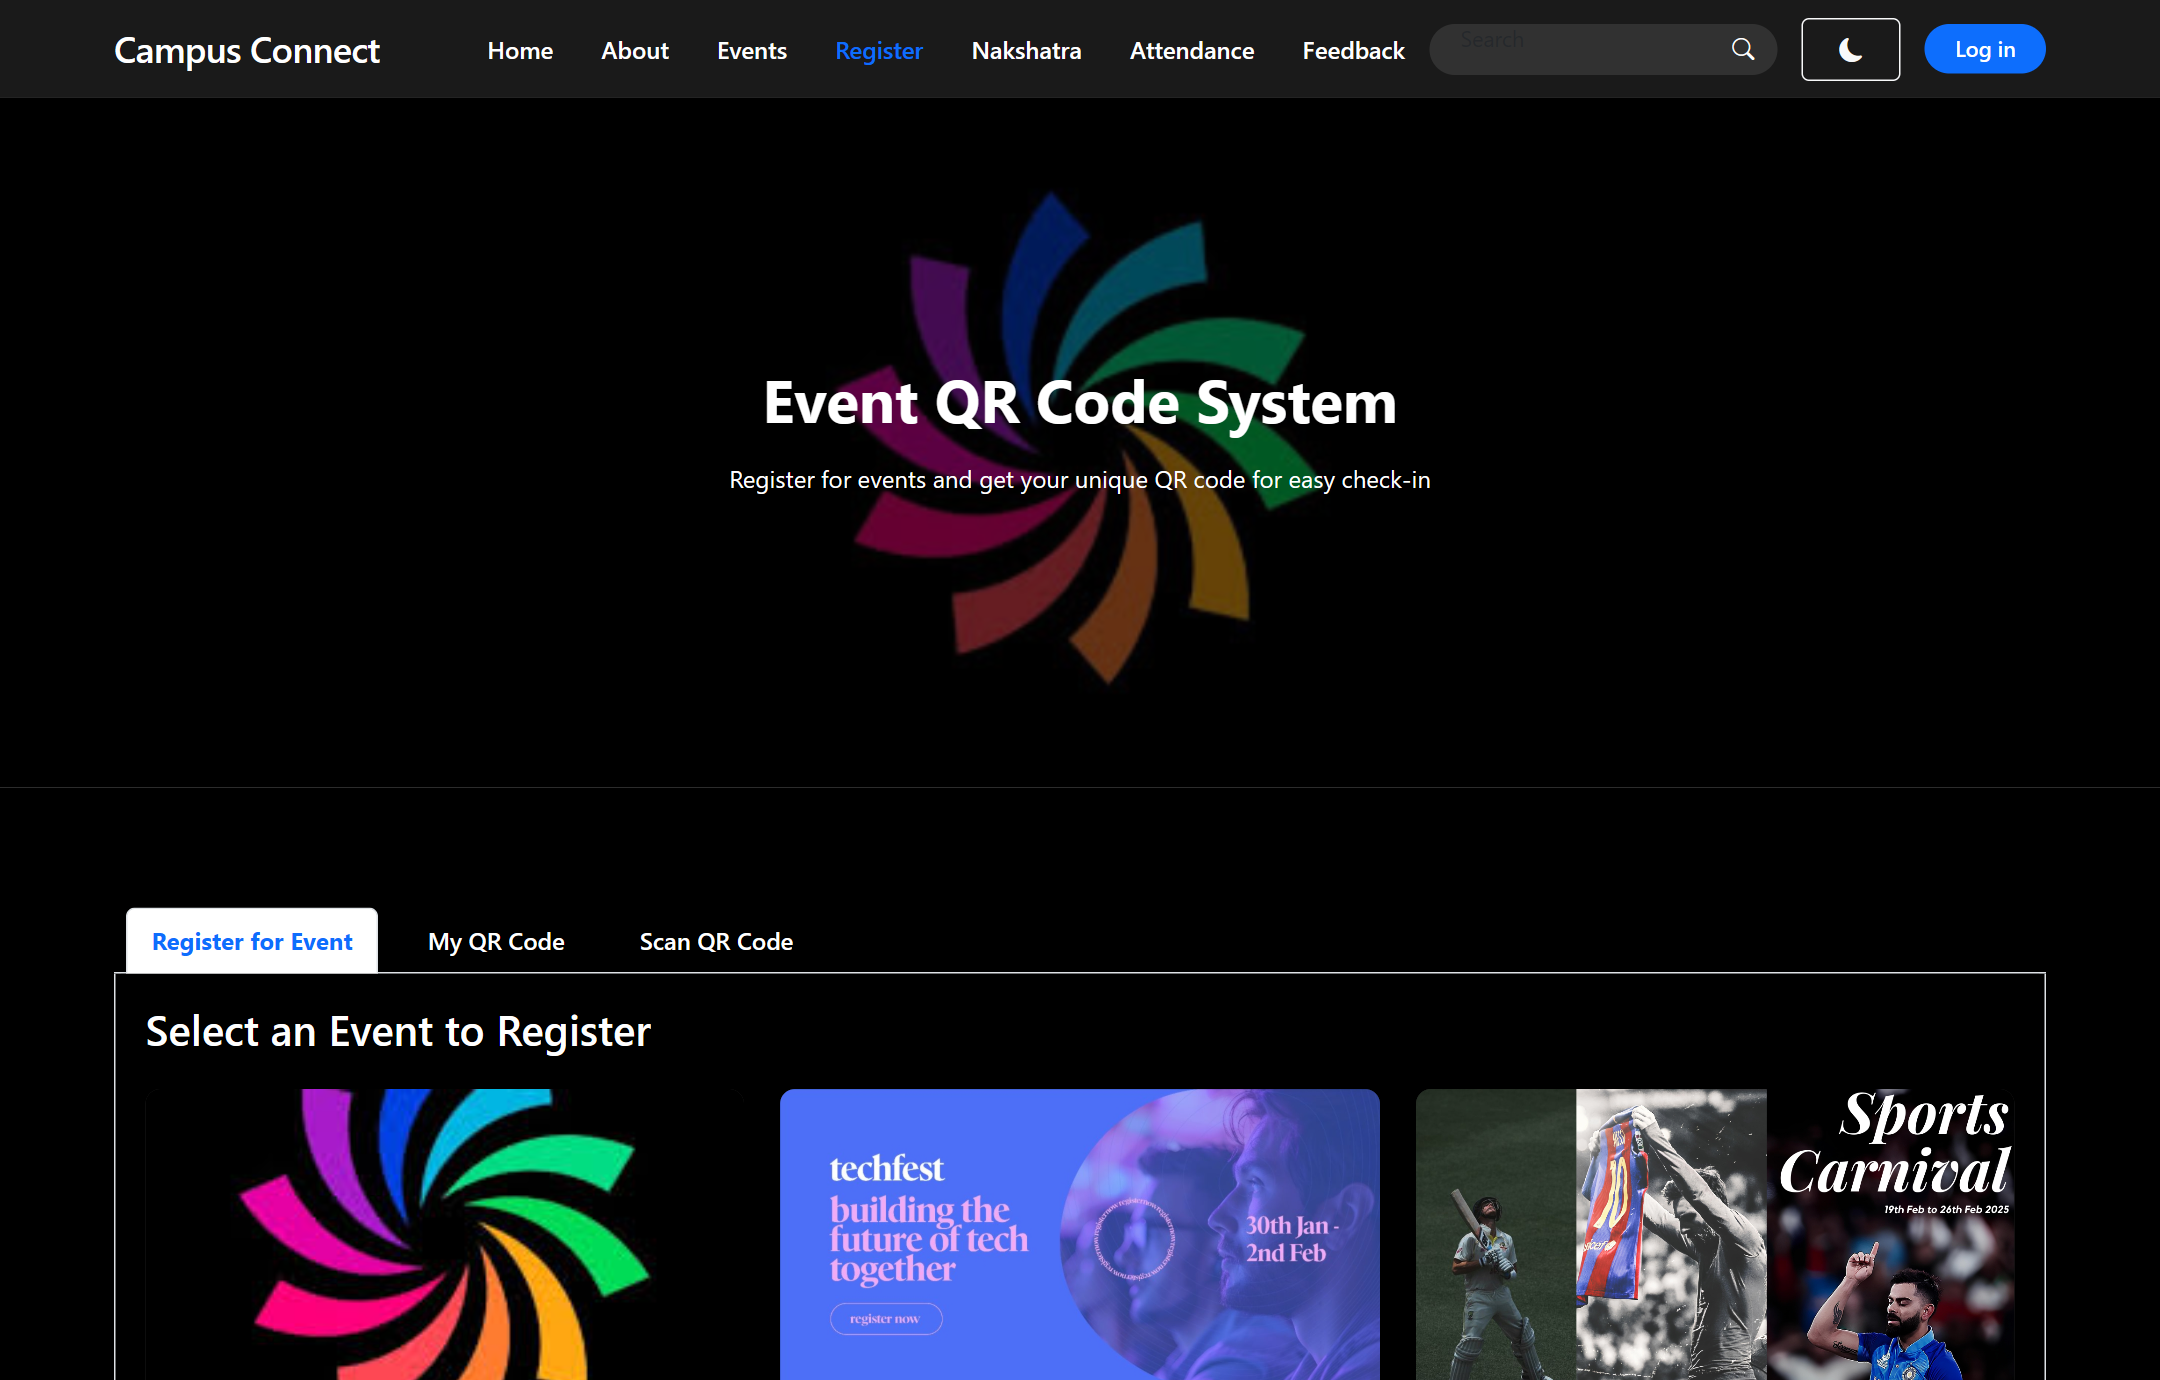 Campus Connect
Home
About
Events
Register
Nakshatra
Attendance
Feedback
Search
Log in
Event QR Code System
Register for events and get your unique QR code for easy check-in
Register for Event
My QR Code
Scan QR Code
Select an Event to Register
techfest
building the
future of tech
together
register now
30th Jan -
2nd Feb
10
Sports
Carnival
19th Feb to 26th Feb 2025